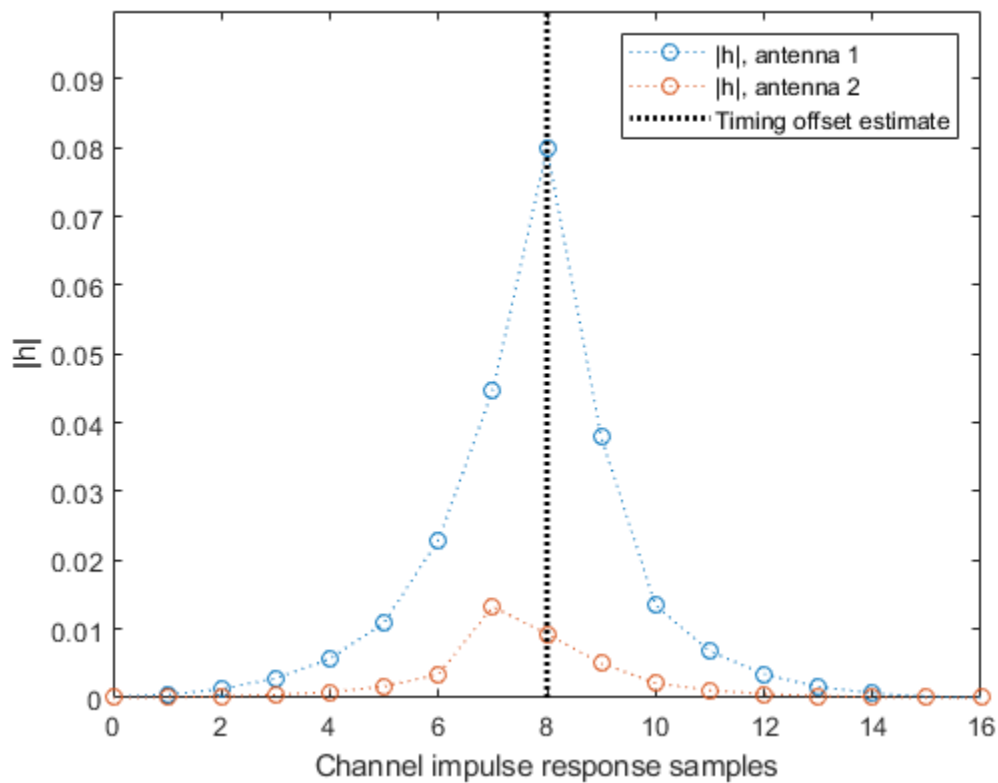 |h|, antenna 1
|h|, antenna 2
Timing offset estimate
0.09
0.08
0.07
0.06
0.05
0.04
0.03
0.02
0.01
0
|h|
0 2 4 6 8 10 12 14 16
Channel impulse response samples